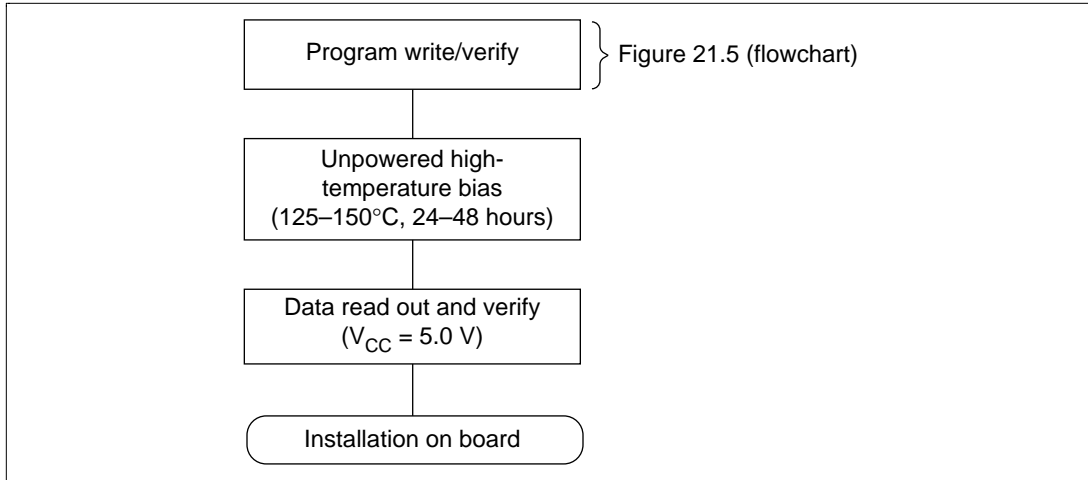 Program write/verify
Figure 21.5 (flowchart)
Unpowered high-
temperature bias
(125–150°C, 24–48 hours)
Data read out and verify
(VCC = 5.0 V)
Installation on board